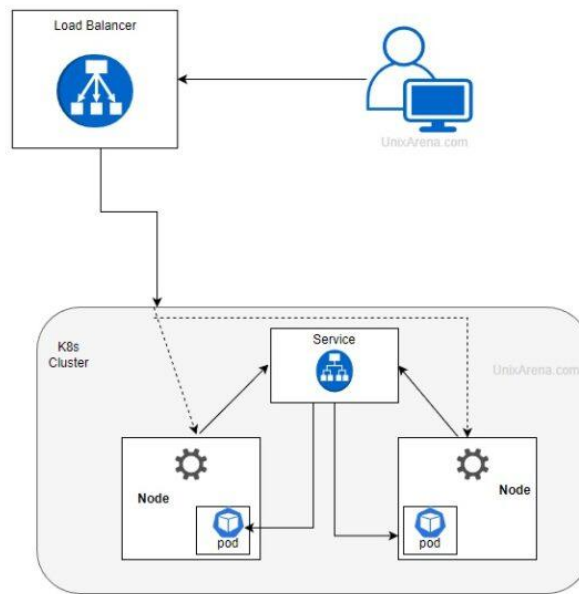 Load Balancer
UnixArena.com
K8s
Cluster
Service
UnixArena.com
Node
Node
pod
pod